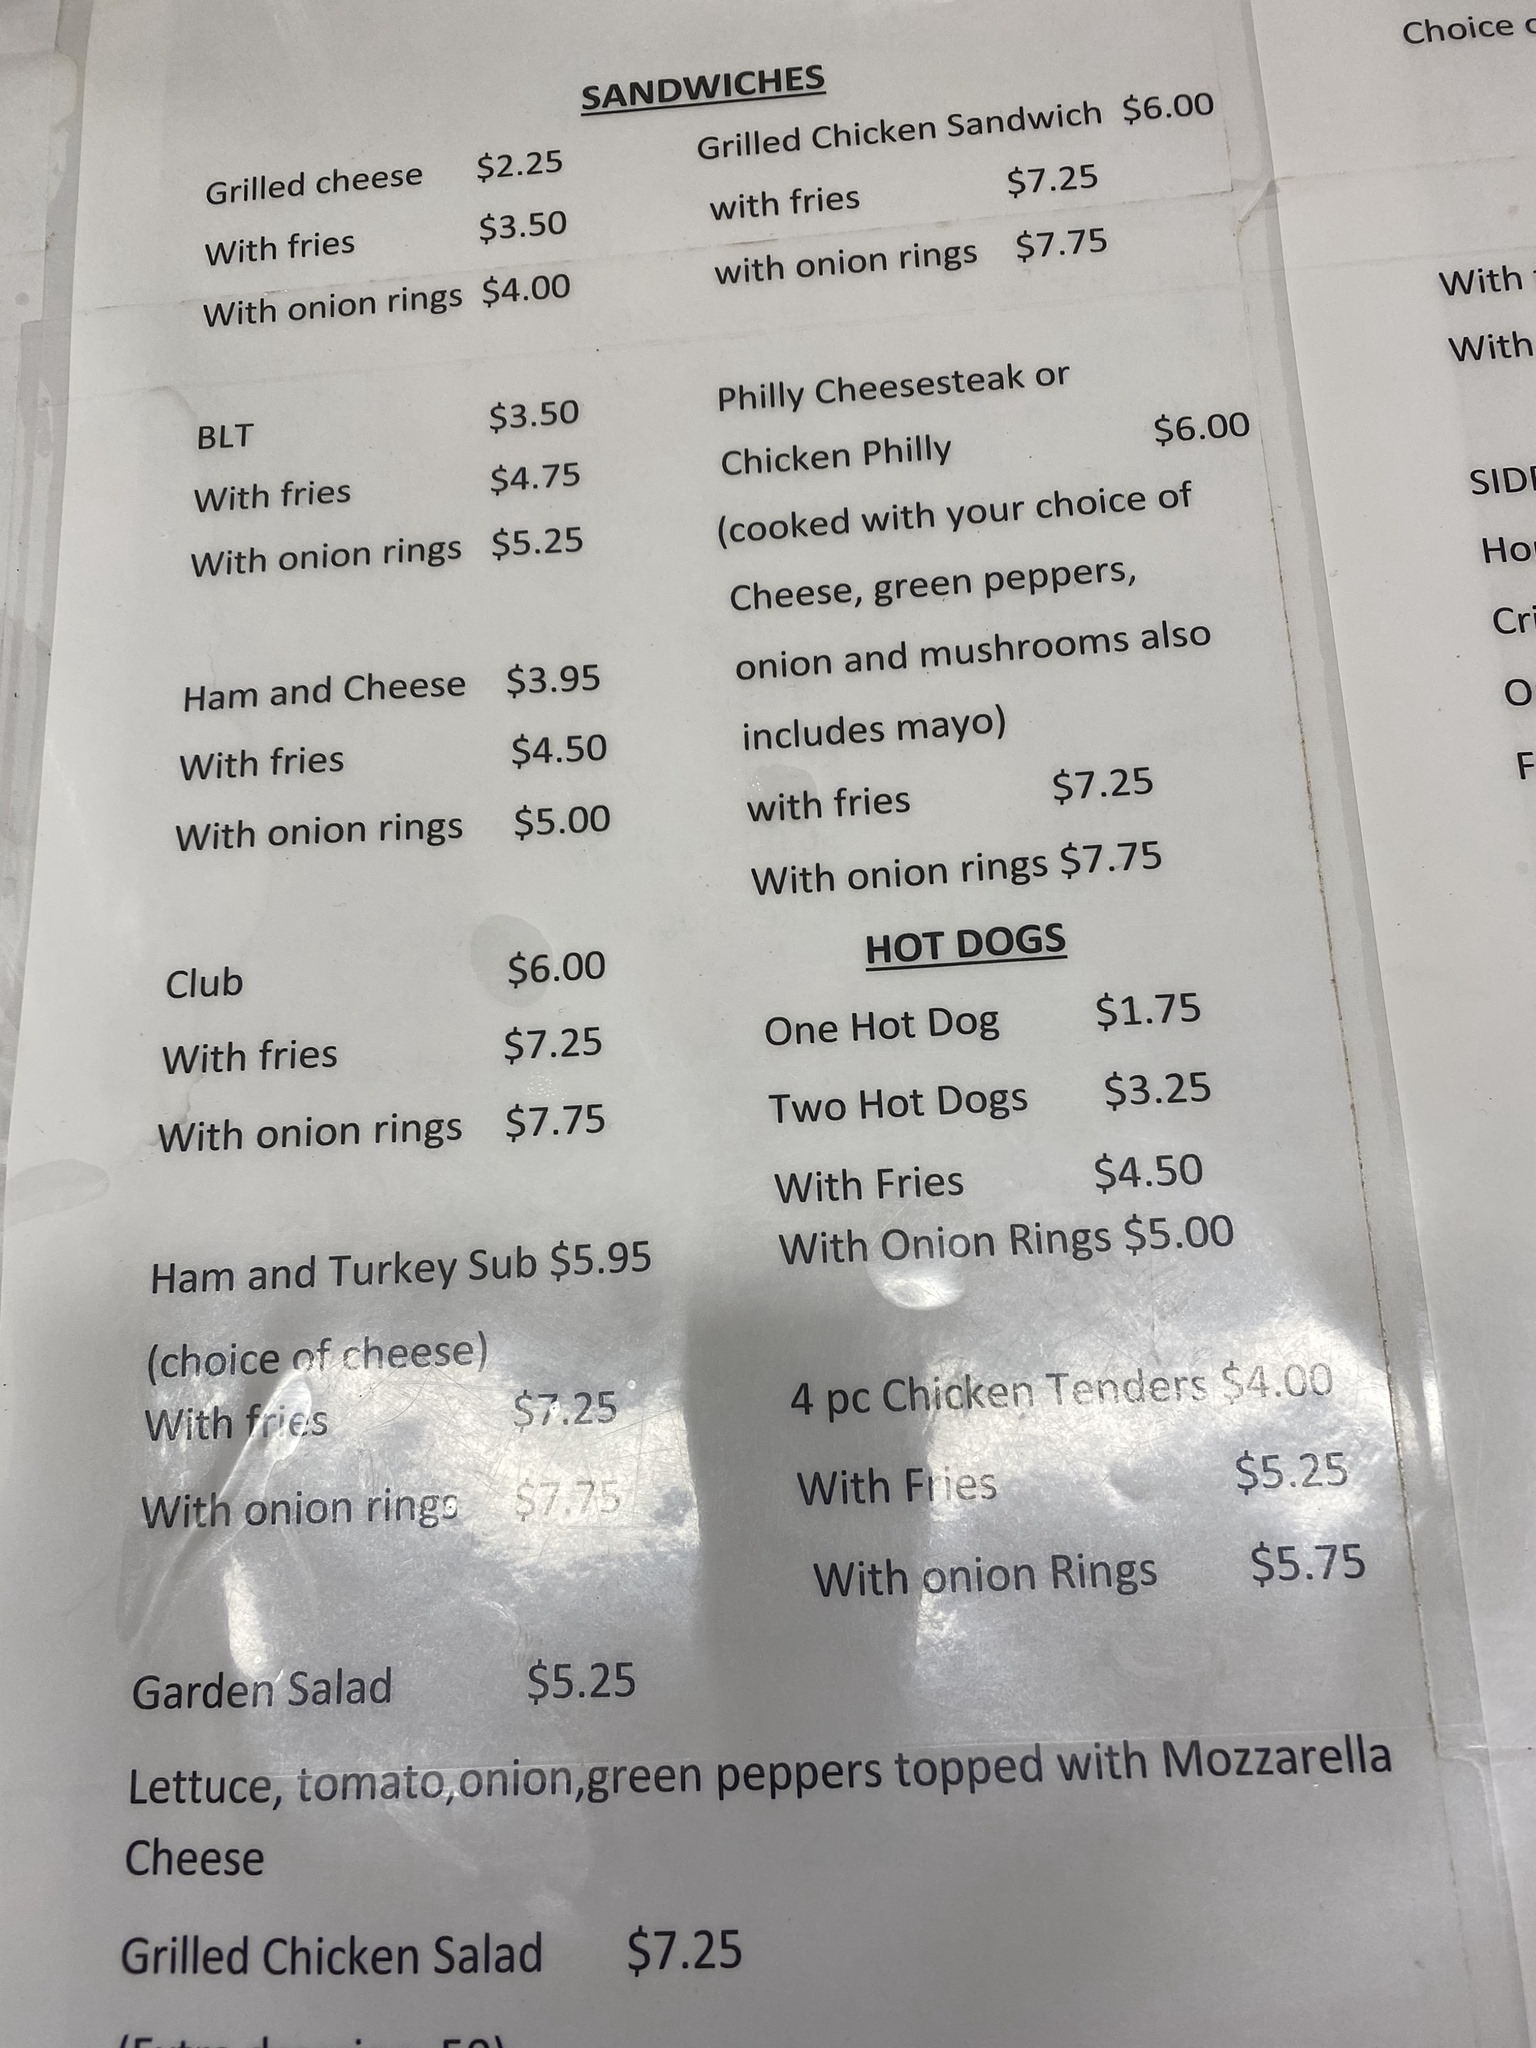 SANDWICHES
Grilled cheese $2.25
With fries $3.50
With onion rings $4.00
BLT $3.50
With fries $4.75
With onion rings $5.25
Ham and Cheese $3.95
With fries $4.50
With onion rings $5.00
Club $6.00
With fries $7.25
With onion rings $7.75
Ham and Turkey Sub $5.95
(choice of cheese)
With fries $7.25
With onion rings $7.75
Grilled Chicken Sandwich $6.00
with fries $7.25
with onion rings $7.75
Philly Cheesesteak or
Chicken Philly $6.00
(cooked with your choice of
Cheese, green peppers,
onion and mushrooms also
includes mayo)
with fries $7.25
With onion rings $7.75
HOT DOGS
One Hot Dog $1.75
Two Hot Dogs $3.25
With Fries $4.50
With Onion Rings $5.00
4 pc Chicken Tenders $4.00
With Fries $5.25
With onion Rings $5.75
Garden Salad $5.25
Lettuce, tomato,onion,green peppers topped with Mozzarella
Cheese
Grilled Chicken Salad $7.25
Choice
With
With